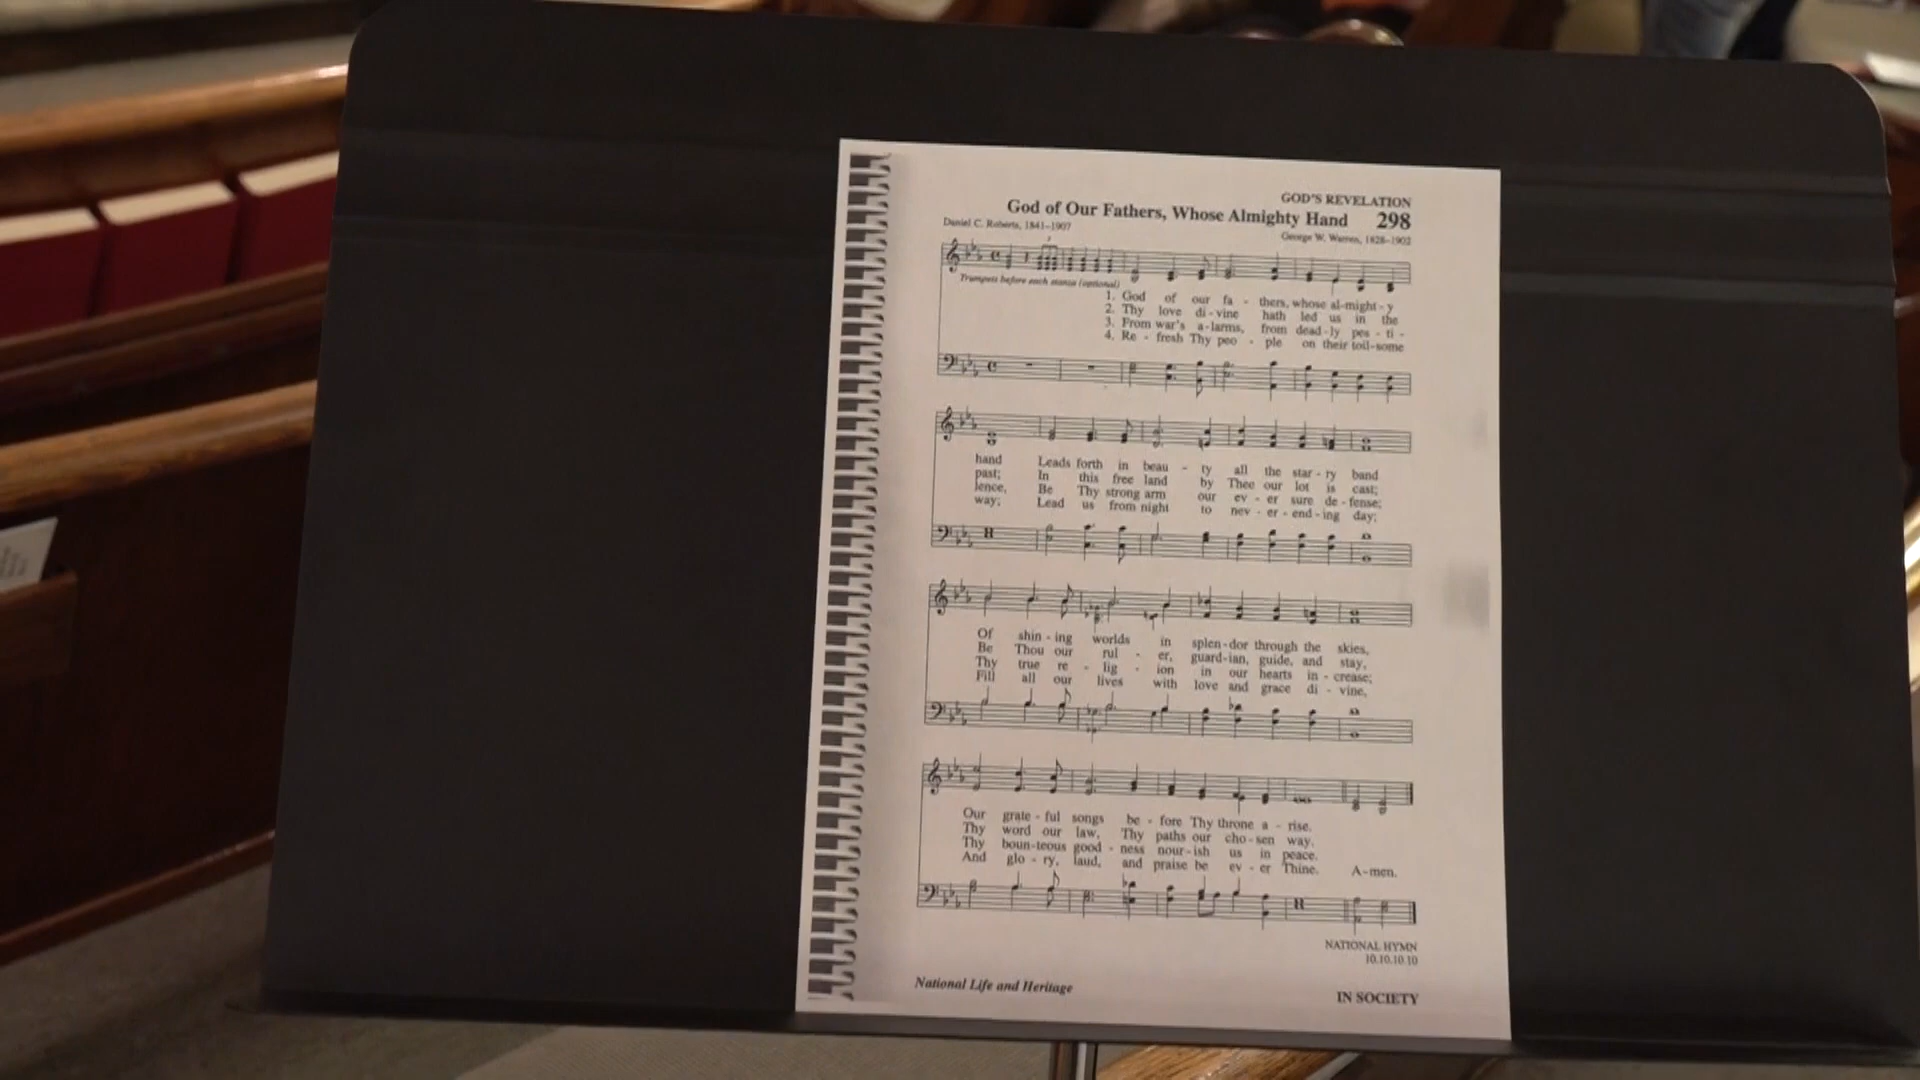 GOD'S REVELATION
God of Our Fathers, Whose Almighty Hand 298
Daniel C. Roberts, 1841–1907
George W. Warren, 1828–1902
3
Trumpets before each stanza (optional)
1. God of our fa - thers, whose al-might-y
2. Thy love di-vine hath led us in the
3. From war's a-larms, from dead-ly pes-ti-
4. Re-fresh Thy peo - ple on their toil-some
hand Leads forth in beau - ty all the star-ry band
past; In this free land by Thee our lot is cast;
lence, Be Thy strong arm our ev-er sure de-fense;
way; Lead us from night to nev-er-end-ing day;
Of shin-ing worlds in splen-dor through the skies,
Be Thou our rul - er, guard-ian, guide, and stay,
Thy true re - lig - ion in our hearts in-crease;
Fill all our lives with love and grace di-vine,
Our grate-ful songs be-fore Thy throne a-rise.
Thy word our law, Thy paths our cho-sen way.
Thy boun-teous good-ness nour-ish us in peace.
And glo-ry, laud, and praise be ev-er Thine. A-men.
NATIONAL HYMN
10.10.10.10
National Life and Heritage
IN SOCIETY